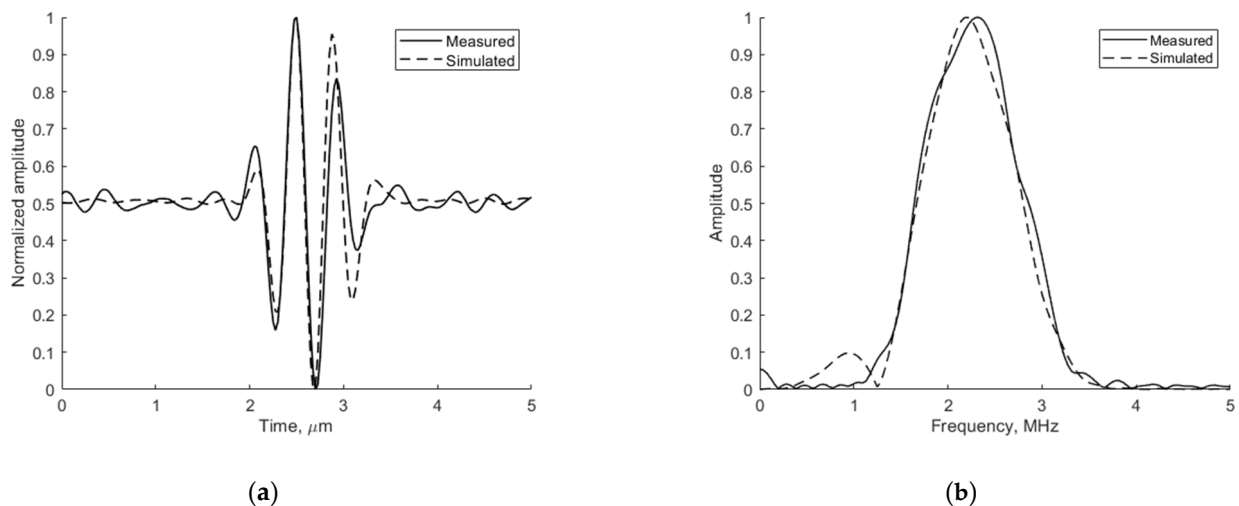 1
0.9
0.8
0.7
0.6
0.5
0.4
0.3
0.2
0.1
0
Normalized amplitude
Measured
Simulated
0 1 2 3 4 5
Time, μm
(a)
1
0.9
0.8
0.7
0.6
0.5
0.4
0.3
0.2
0.1
0
Amplitude
Measured
Simulated
0 1 2 3 4 5
Frequency, MHz
(b)